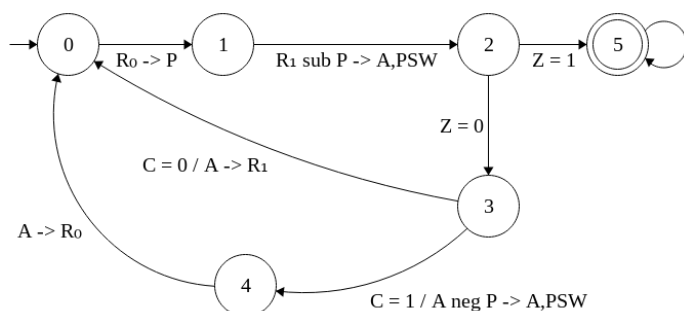 0
1
2
5
R₀ -> P
R₁ sub P -> A,PSW
Z = 1
Z = 0
C = 0 / A -> R₁
3
A -> R₀
4
C = 1 / A neg P -> A,PSW